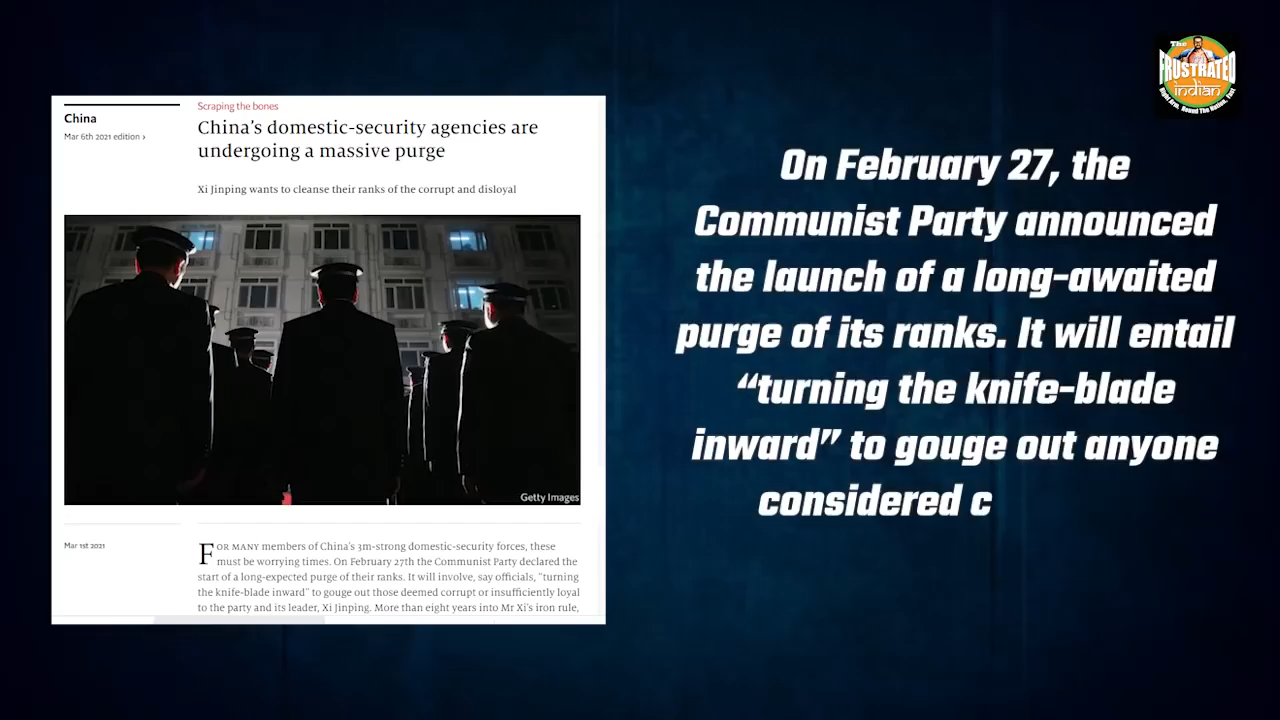 China
Mar 6th 2021 edition ›
Scraping the bones
China's domestic-security agencies are
undergoing a massive purge
Xi Jinping wants to cleanse their ranks of the corrupt and disloyal
Getty Images
Mar 1st 2021
FOR MANY members of China's 3m-strong domestic-security forces, these
must be worrying times. On February 27th the Communist Party declared the
start of a long-expected purge of their ranks. It will involve, say officials, "turning
the knife-blade inward" to gouge out those deemed corrupt or insufficiently loyal
to the party and its leader, Xi Jinping. More than eight years into Mr Xi's iron rule,
The
FRUSTRATED
indian
On February 27, the
Communist Party announced
the launch of a long-awaited
purge of its ranks. It will entail
“turning the knife-blade
inward” to gouge out anyone
considered c